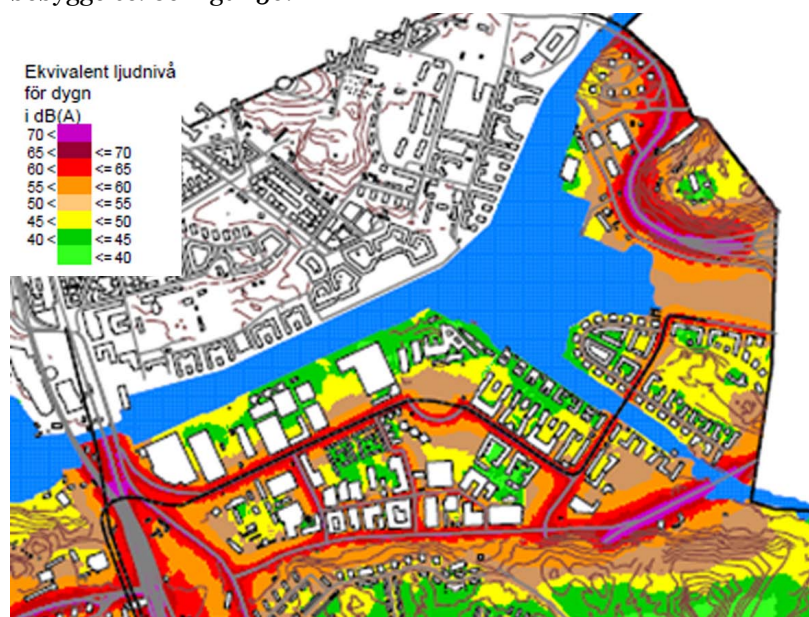 Ekvivalent ljudnivå
för dygn
i dB(A)
70 <
65 < <= 70
60 < <= 65
55 < <= 60
50 < <= 55
45 < <= 50
40 < <= 45
<= 40